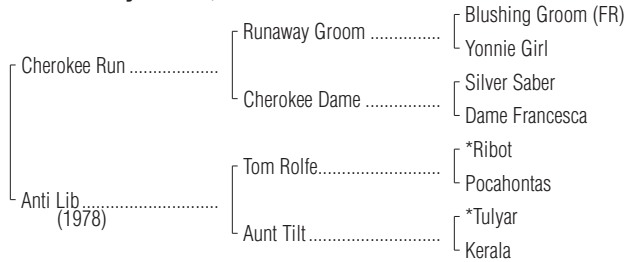 Blushing Groom (FR)
Runaway Groom ................
Yonnie Girl
Cherokee Run ...................
Silver Saber
Cherokee Dame .................
Dame Francesca
*Ribot
Tom Rolfe...........................
Pocahontas
Anti Lib..............................
(1978)
*Tulyar
Aunt Tilt.............................
Kerala